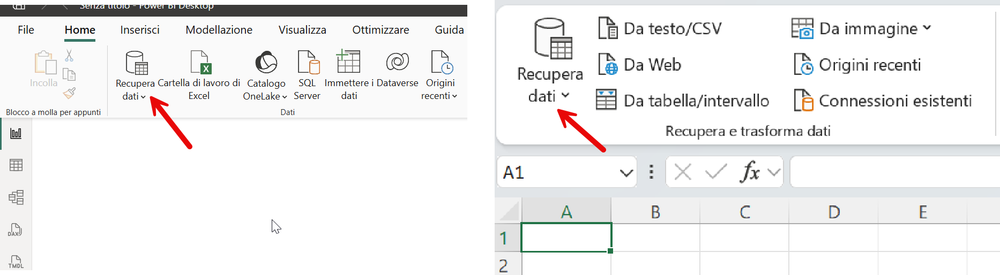 Senza titolo - Power BI Desktop
File Home Inserisci Modellazione Visualizza Ottimizzare Guida
Incolla
Blocco a molla per appunti
Recupera dati
Cartella di lavoro di Excel
Catalogo OneLake
SQL Server
Immettere i dati
Dataverse
Origini recenti
Dati
DAX
TMDL
Recupera
dati
Da testo/CSV
Da Web
Da tabella/intervallo
Da immagine
Origini recenti
Connessioni esistenti
Recupera e trasforma dati
A1
fx
A B C D E
1
2